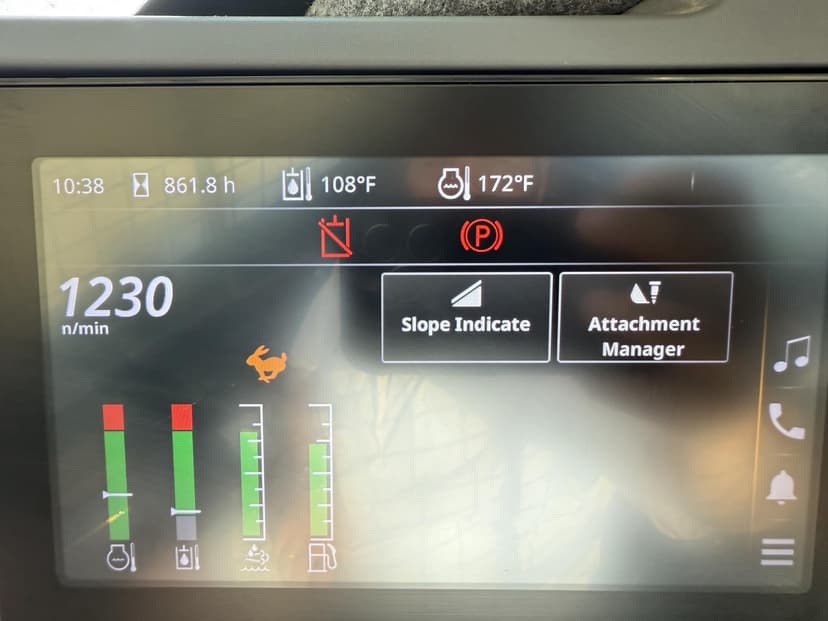 10:38 861.8 h 108°F 172°F
P
1230
n/min
Slope Indicate
Attachment
Manager